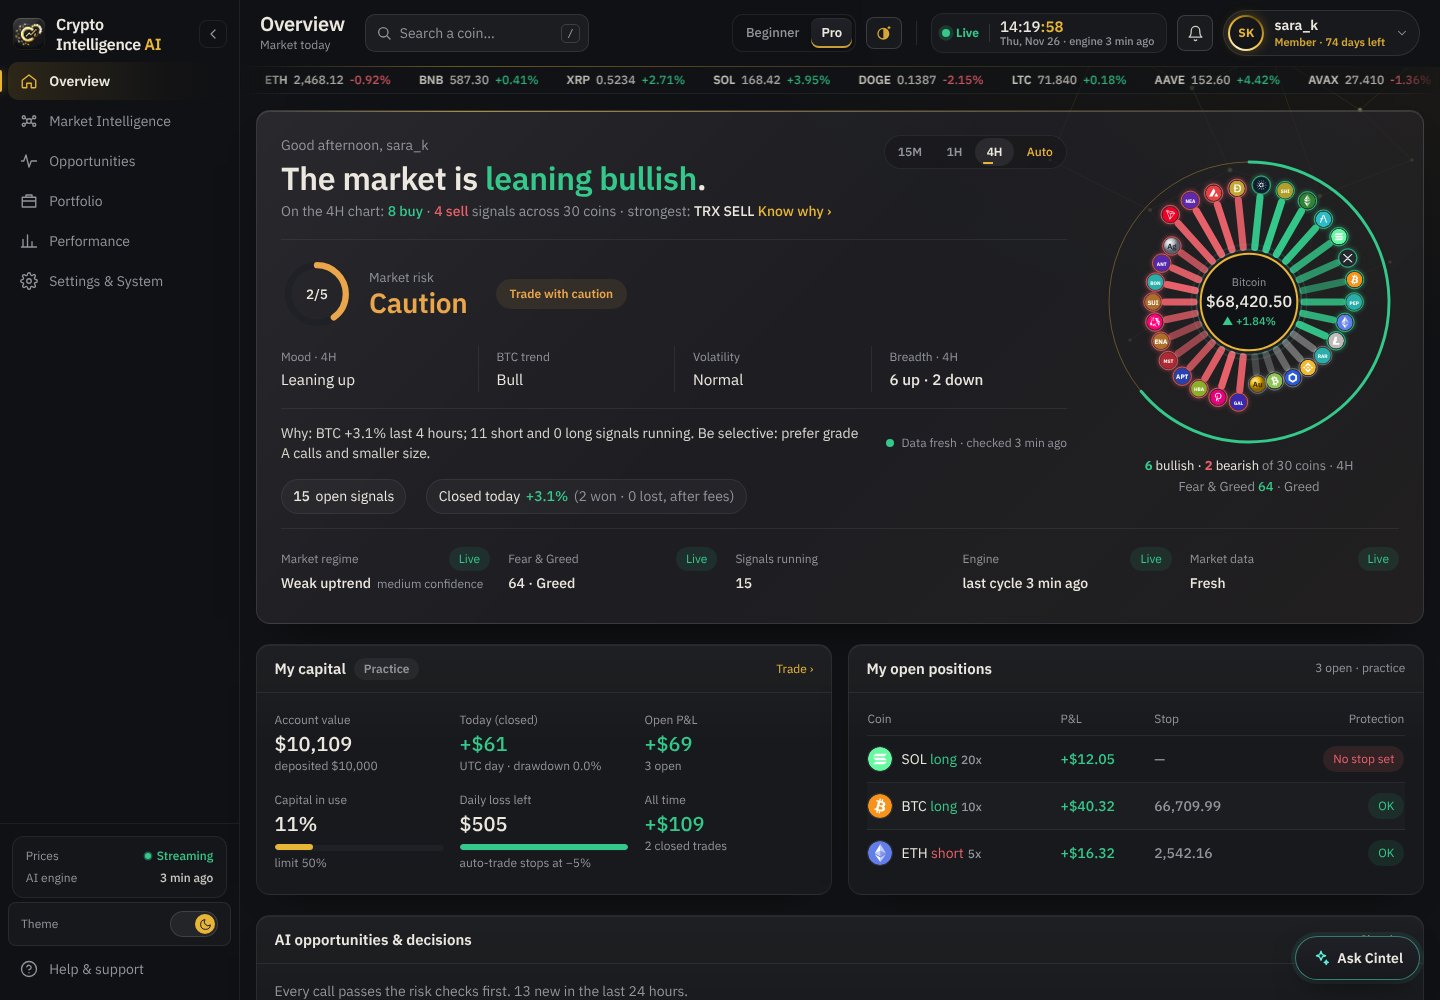 Crypto
Intelligence AI
Overview
Market Intelligence
Opportunities
Portfolio
Performance
Settings & System
Prices
Streaming
AI engine
3 min ago
Theme
Help & support
Overview
Market today
Search a coin...
/
Beginner
Pro
Live
14:19:58
Thu, Nov 26 · engine 3 min ago
SK
sara_k
Member · 74 days left
ETH 2,468.12 -0.92%
BNB 587.30 +0.41%
XRP 0.5234 +2.71%
SOL 168.42 +3.95%
DOGE 0.1387 -2.15%
LTC 71.840 +0.18%
AAVE 152.60 +4.42%
AVAX 27.410 -1.36%
Good afternoon, sara_k
The market is leaning bullish.
On the 4H chart: 8 buy · 4 sell signals across 30 coins · strongest: TRX SELL Know why ›
15M
1H
4H
Auto
2/5
Market risk
Caution
Trade with caution
Mood · 4H
Leaning up
BTC trend
Bull
Volatility
Normal
Breadth · 4H
6 up · 2 down
Why: BTC +3.1% last 4 hours; 11 short and 0 long signals running. Be selective: prefer grade
A calls and smaller size.
Data fresh · checked 3 min ago
15 open signals
Closed today +3.1% (2 won · 0 lost, after fees)
Bitcoin
$68,420.50
▲ +1.84%
SUI
ENA
APT
ANT
GAL
PEP
6 bullish · 2 bearish of 30 coins · 4H
Fear & Greed 64 · Greed
Market regime
Live
Weak uptrend medium confidence
Fear & Greed
Live
64 · Greed
Signals running
15
Engine
Live
last cycle 3 min ago
Market data
Live
Fresh
My capital
Practice
Trade ›
Account value
$10,109
deposited $10,000
Today (closed)
+$61
UTC day · drawdown 0.0%
Open P&L
+$69
3 open
Capital in use
11%
limit 50%
Daily loss left
$505
auto-trade stops at −5%
All time
+$109
2 closed trades
My open positions
3 open · practice
Coin
P&L
Stop
Protection
SOL long 20x
+$12.05
—
No stop set
BTC long 10x
+$40.32
66,709.99
OK
ETH short 5x
+$16.32
2,542.16
OK
AI opportunities & decisions
Every call passes the risk checks first. 13 new in the last 24 hours.
Ask Cintel